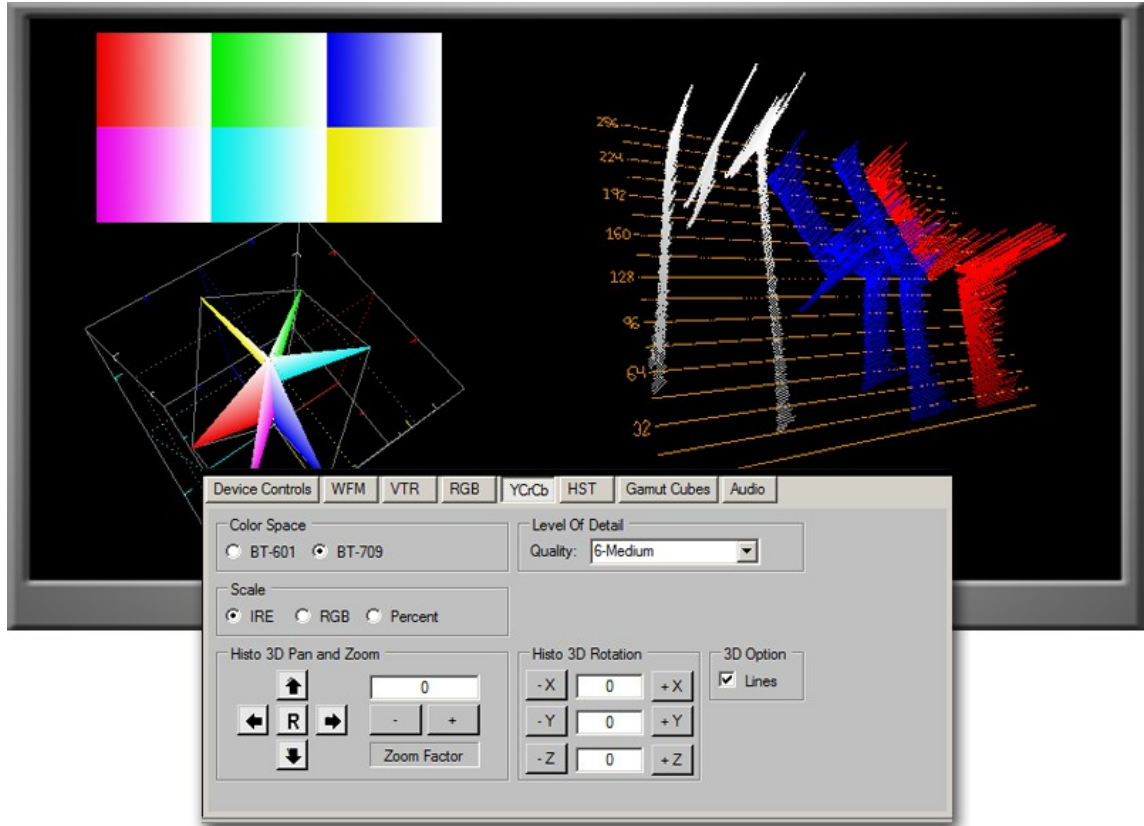 296
224
192
160
128
96
64
32
Device Controls WFM VTR RGB YCrCb HST Gamut Cubes Audio
Color Space
BT-601 BT-709
Level Of Detail
Quality: 6-Medium
Scale
IRE RGB Percent
Histo 3D Pan and Zoom
0
R - +
Zoom Factor
Histo 3D Rotation
-X 0 +X
-Y 0 +Y
-Z 0 +Z
3D Option
Lines